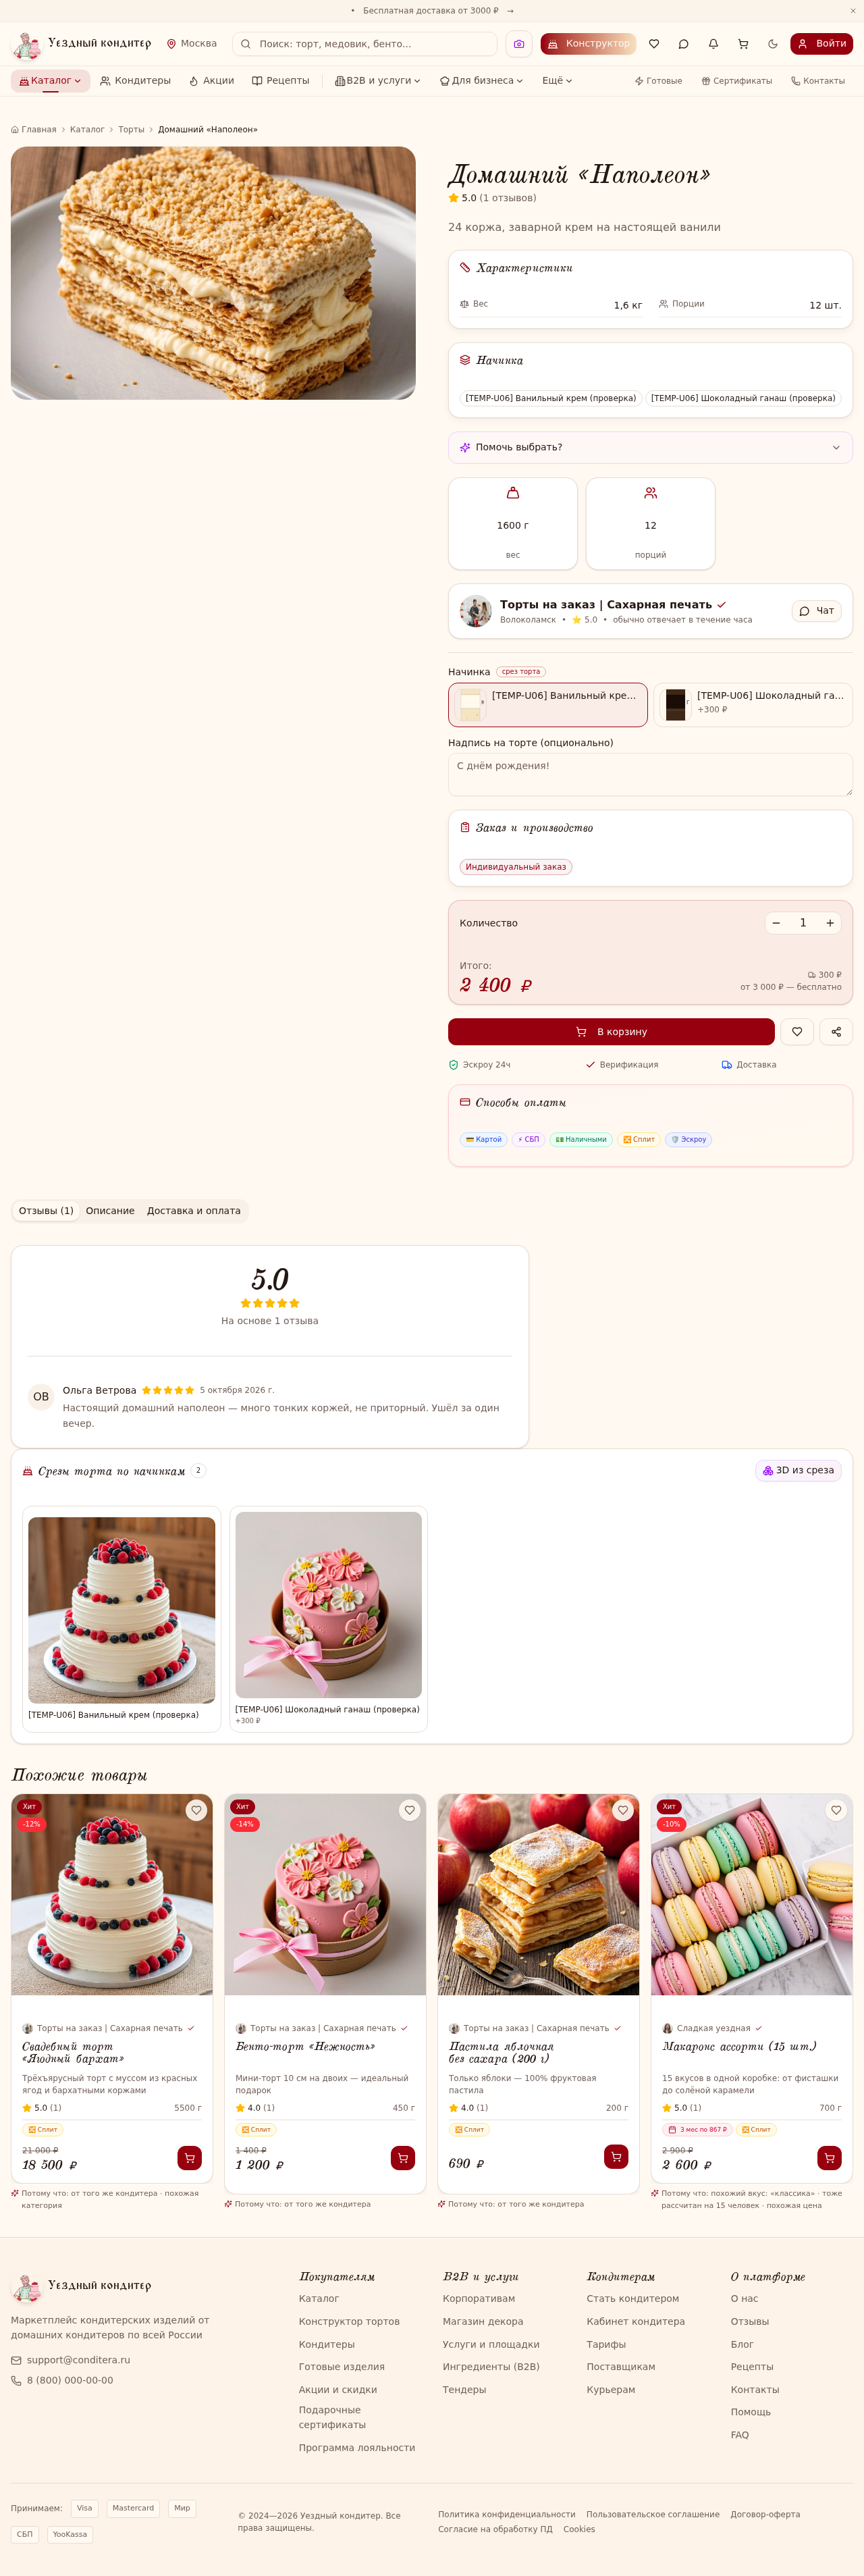 • Бесплатная доставка от 3000 ₽ →
Уездный кондитер
Москва
Поиск: торт, медовик, бенто...
Конструктор
Войти
Каталог
Кондитеры
Акции
Рецепты
B2B и услуги
Для бизнеса
Ещё
Готовые
Сертификаты
Контакты
Главная
Каталог
Торты
Домашний «Наполеон»
Домашний «Наполеон»
5.0 (1 отзывов)
24 коржа, заварной крем на настоящей ванили
Характеристики
Вес
1,6 кг
Порции
12 шт.
Начинка
[TEMP-U06] Ванильный крем (проверка)
[TEMP-U06] Шоколадный ганаш (проверка)
Помочь выбрать?
1600 г
вес
12
порций
Торты на заказ | Сахарная печать
Волоколамск • 5.0 • обычно отвечает в течение часа
Чат
Начинка
срез торта
[TEMP-U06] Ванильный кре...
[TEMP-U06] Шоколадный га...
+300 ₽
Надпись на торте (опционально)
С днём рождения!
Заказ и производство
Индивидуальный заказ
Количество
− 1 +
Итого:
2 400 ₽
300 ₽
от 3 000 ₽ — бесплатно
В корзину
Эскроу 24ч
Верификация
Доставка
Способы оплаты
Картой
СБП
Наличными
Сплит
Эскроу
Отзывы (1)
Описание
Доставка и оплата
5.0
На основе 1 отзыва
ОВ
Ольга Ветрова
5 октября 2026 г.
Настоящий домашний наполеон — много тонких коржей, не приторный. Ушёл за один
вечер.
Срезы торта по начинкам
2
3D из среза
[TEMP-U06] Ванильный крем (проверка)
[TEMP-U06] Шоколадный ганаш (проверка)
+300 ₽
Похожие товары
Хит
-12%
Торты на заказ | Сахарная печать
Свадебный торт
«Ягодный бархат»
Трёхъярусный торт с муссом из красных
ягод и бархатными коржами
5.0 (1)
5500 г
Сплит
21 000 ₽
18 500 ₽
Потому что: от того же кондитера · похожая
категория
Хит
-14%
Торты на заказ | Сахарная печать
Бенто-торт «Нежность»
Мини-торт 10 см на двоих — идеальный
подарок
4.0 (1)
450 г
Сплит
1 400 ₽
1 200 ₽
Потому что: от того же кондитера
Торты на заказ | Сахарная печать
Пастила яблочная
без сахара (200 г)
Только яблоки — 100% фруктовая
пастила
4.0 (1)
200 г
Сплит
690 ₽
Потому что: от того же кондитера
Хит
-10%
Сладкая уездная
Макаронс ассорти (15 шт.)
15 вкусов в одной коробке: от фисташки
до солёной карамели
5.0 (1)
700 г
3 мес по 867 ₽
Сплит
2 900 ₽
2 600 ₽
Потому что: похожий вкус: «классика» · тоже
рассчитан на 15 человек · похожая цена
Уездный кондитер
Маркетплейс кондитерских изделий от
домашних кондитеров по всей России
support@conditera.ru
8 (800) 000-00-00
Покупателям
Каталог
Конструктор тортов
Кондитеры
Готовые изделия
Акции и скидки
Подарочные
сертификаты
Программа лояльности
B2B и услуги
Корпоративам
Магазин декора
Услуги и площадки
Ингредиенты (B2B)
Тендеры
Кондитерам
Стать кондитером
Кабинет кондитера
Тарифы
Поставщикам
Курьерам
О платформе
О нас
Отзывы
Блог
Рецепты
Контакты
Помощь
FAQ
Принимаем:
Visa
Mastercard
Мир
СБП
YooKassa
© 2024—2026 Уездный кондитер. Все
права защищены.
Политика конфиденциальности
Пользовательское соглашение
Договор-оферта
Согласие на обработку ПД
Cookies